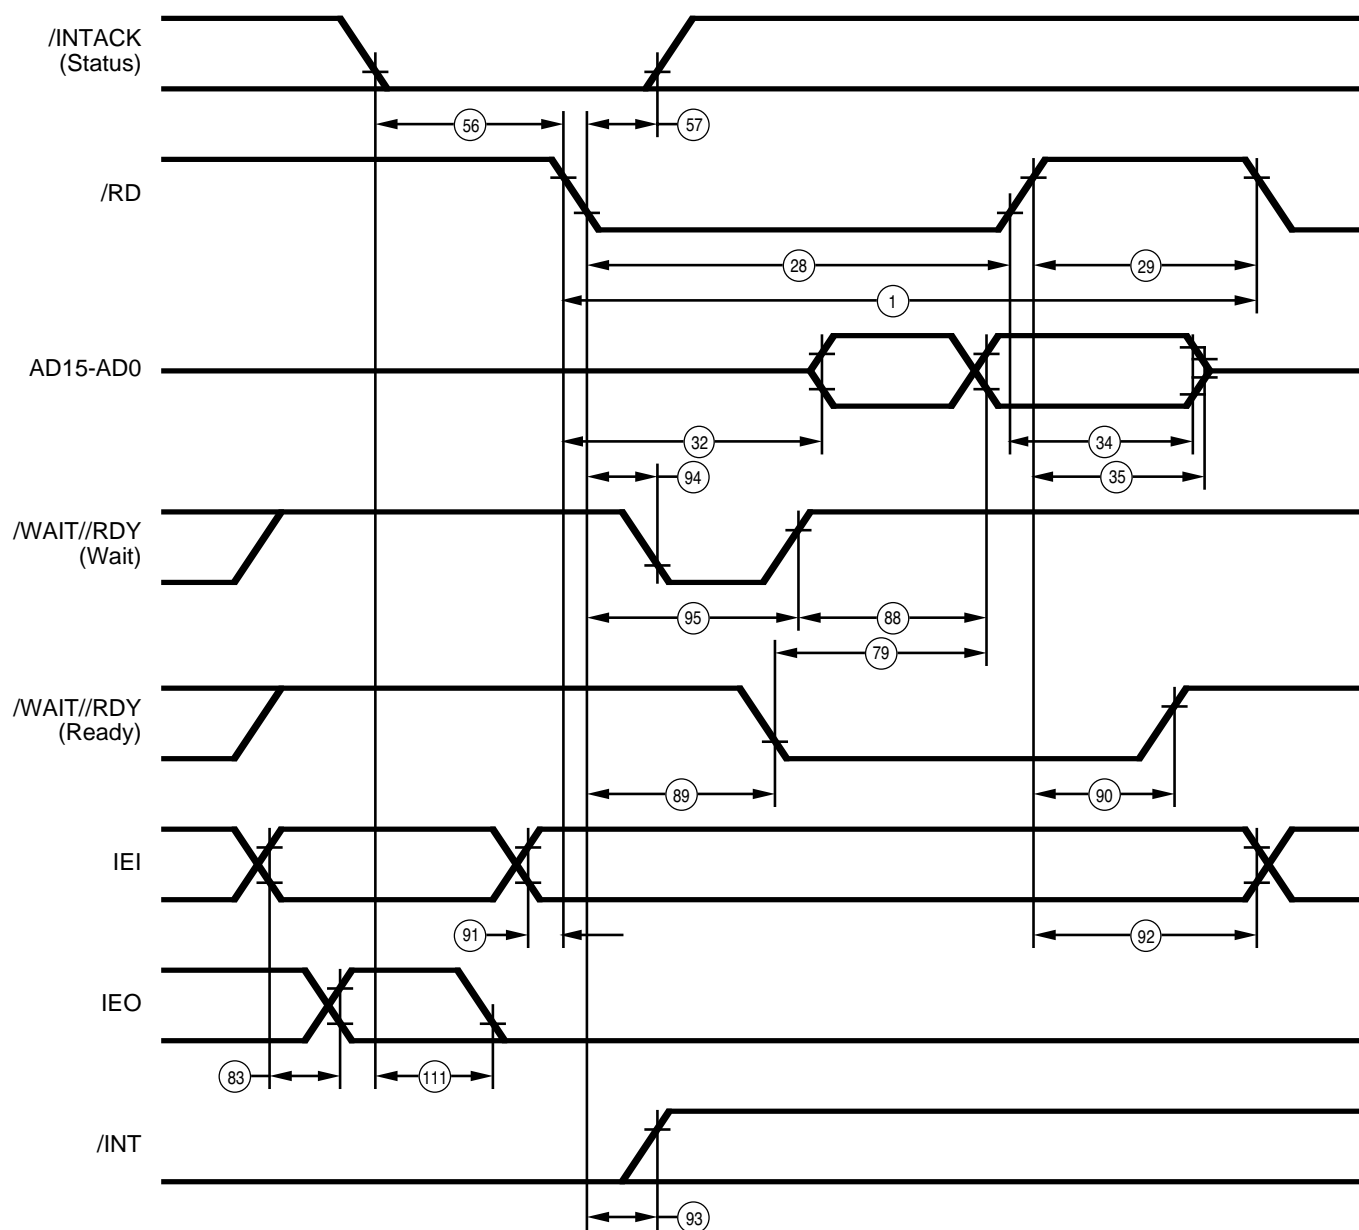 /INTACK
(Status)
56
57
/RD
28
29
1
AD15-AD0
32
34
94
35
/WAIT//RDY
(Wait)
95
88
79
/WAIT//RDY
(Ready)
89
90
IEI
91
92
IEO
83
111
/INT
93